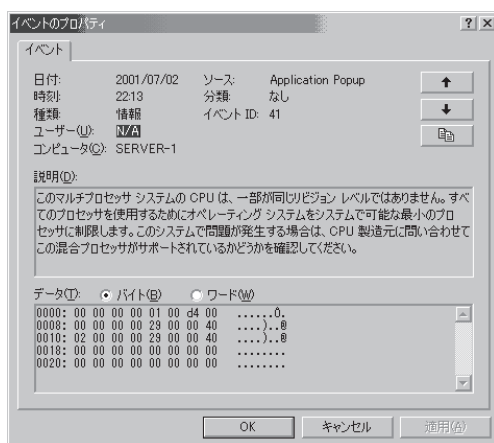 イベントのプロパティ
イベント
日付: 2001/07/02 ソース: Application Popup
時刻: 22:13 分類: なし
種類: 情報 イベント ID: 41
ユーザー(U): N/A
コンピュータ(C): SERVER-1
説明(D):
このマルチプロセッサ システムの CPU は、一部が同じリビジョン レベルではありません。すべ
てのプロセッサを使用するためにオペレーティング システムをシステムで可能な最小のプロ
セッサに制限します。このシステムで問題が発生する場合は、CPU 製造元に問い合わせて
この混合プロセッサがサポートされているかどうかを確認してください。
データ(T): バイト(B) ワード(W)
0000: 00 00 00 00 01 00 d4 00 ......Ô.
0008: 00 00 00 00 29 00 00 40 ....)..@
0010: 02 00 00 00 29 00 00 40 ....)..@
0018: 00 00 00 00 00 00 00 00 ........
0020: 00 00 00 00 00 00 00 00 ........
OK キャンセル 適用(A)